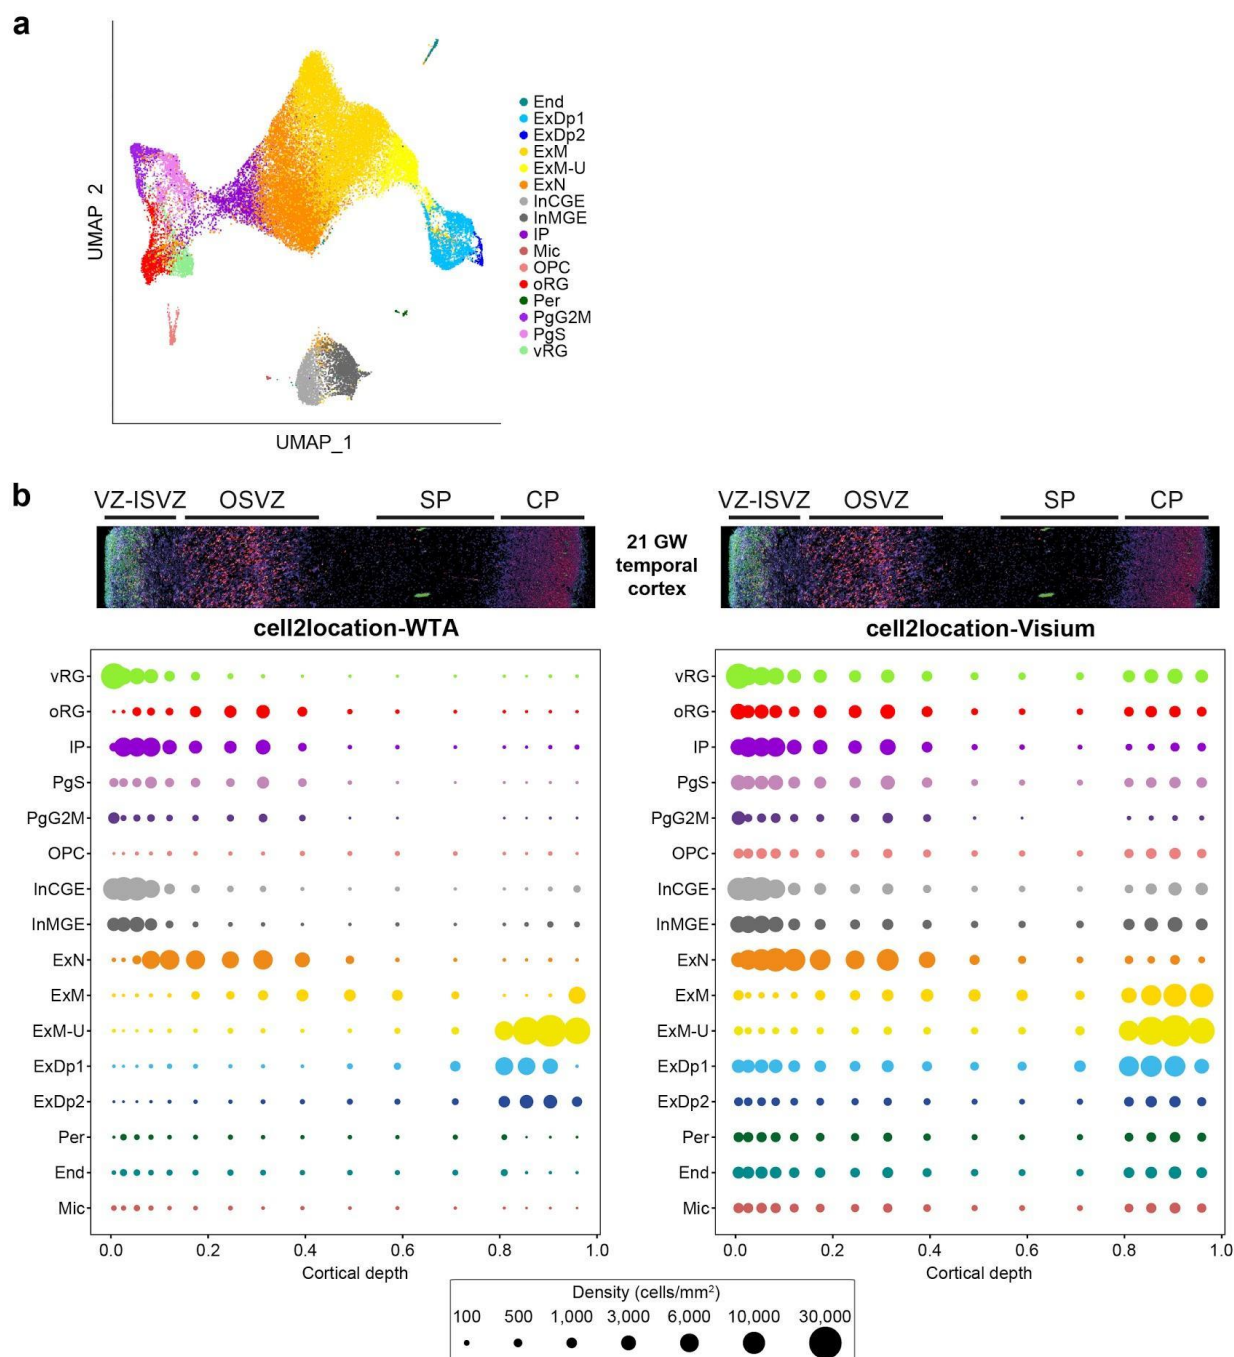 a
UMAP_2
UMAP_1
End
ExDp1
ExDp2
ExM
ExM-U
ExN
InCGE
InMGE
IP
Mic
OPC
oRG
Per
PgG2M
PgS
vRG
b
VZ-ISVZ OSVZ SP CP
21 GW
temporal
cortex
VZ-ISVZ OSVZ SP CP
cell2location-WTA
vRG
oRG
IP
PgS
PgG2M
OPC
InCGE
InMGE
ExN
ExM
ExM-U
ExDp1
ExDp2
Per
End
Mic
0.0 0.2 0.4 0.6 0.8 1.0
Cortical depth
cell2location-Visium
vRG
oRG
IP
PgS
PgG2M
OPC
InCGE
InMGE
ExN
ExM
ExM-U
ExDp1
ExDp2
Per
End
Mic
0.0 0.2 0.4 0.6 0.8 1.0
Cortical depth
Density (cells/mm²)
100 500 1,000 3,000 6,000 10,000 30,000